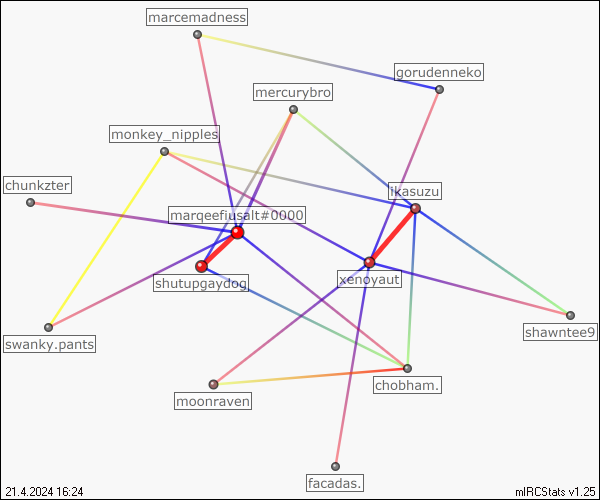 marcemadness
gorudenneko
mercurybro
monkey_nipples
chunkzter
ikasuzu
marqeefiusalt#0000
xenoyaut
shutupgaydog
swanky.pants
shawntee9
chobham.
moonraven
facadas.
21.4.2024 16:24
mIRCStats v1.25